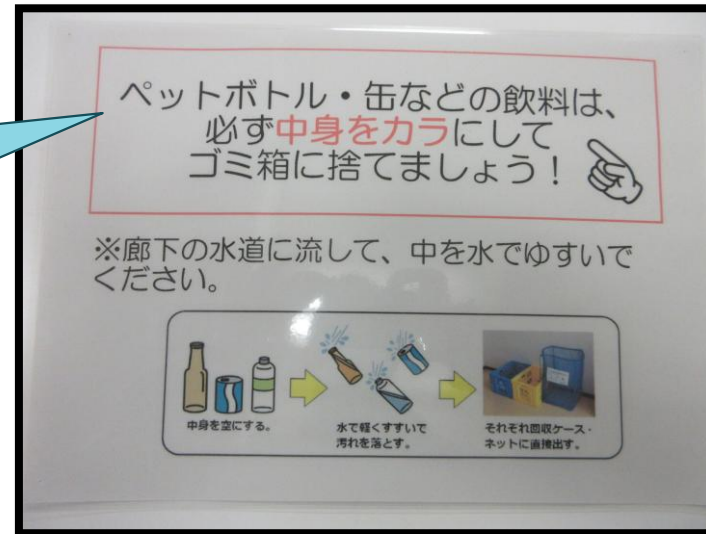 ペットボトル・缶などの飲料は、
必ず中身をカラにして
ゴミ箱に捨てましょう！
※廊下の水道に流して、中を水でゆすいで
ください。
中身を空にする。
水で軽くすすいで
汚れを落とす。
それぞれ回収ケース・
ネットに直接出す。